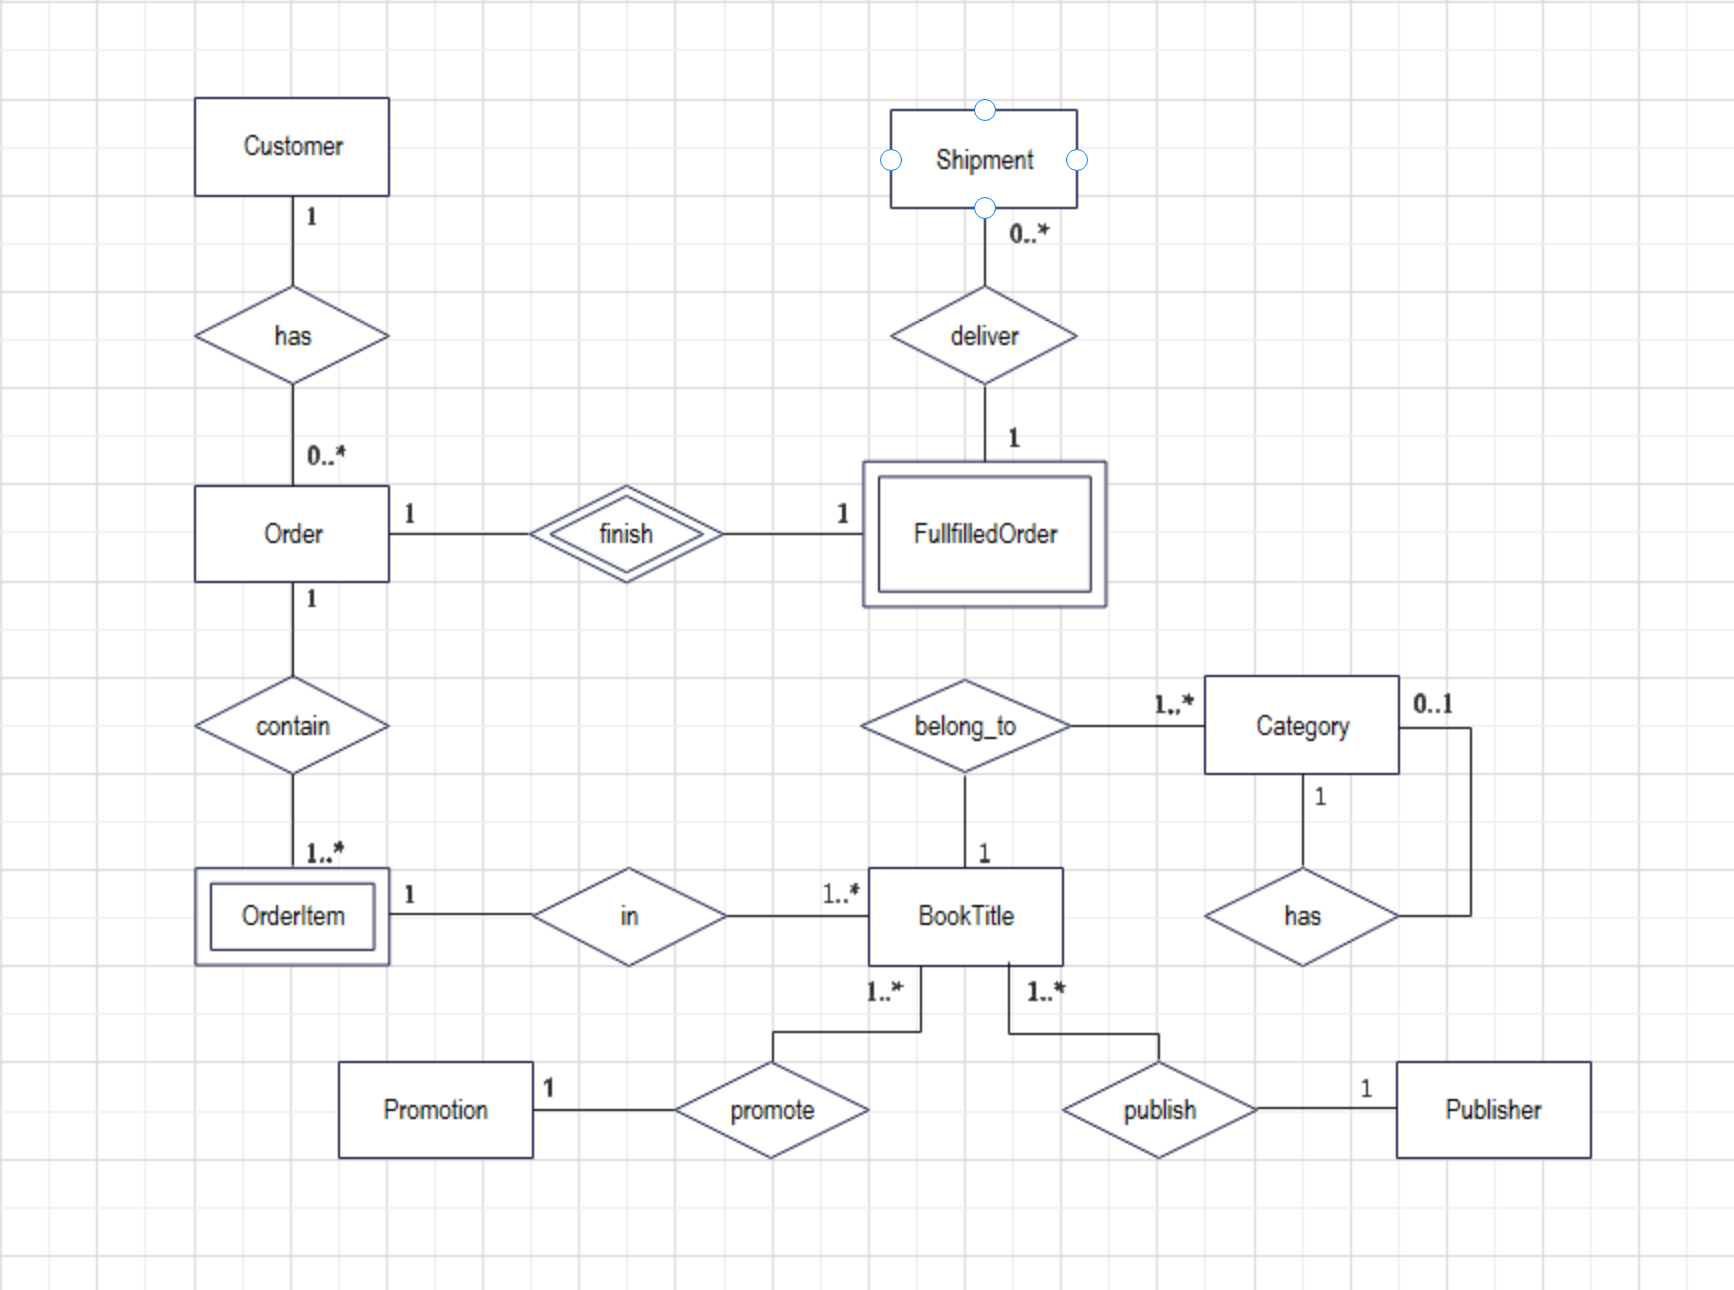 Customer
Shipment
1
0..*
has
deliver
1
0..*
Order
1
finish
1
FullfilledOrder
1
contain
belong_to
1..*
Category
0..1
1
1..*
1
OrderItem
1
in
1..*
BookTitle
has
1..*
1..*
Promotion
1
promote
publish
1
Publisher